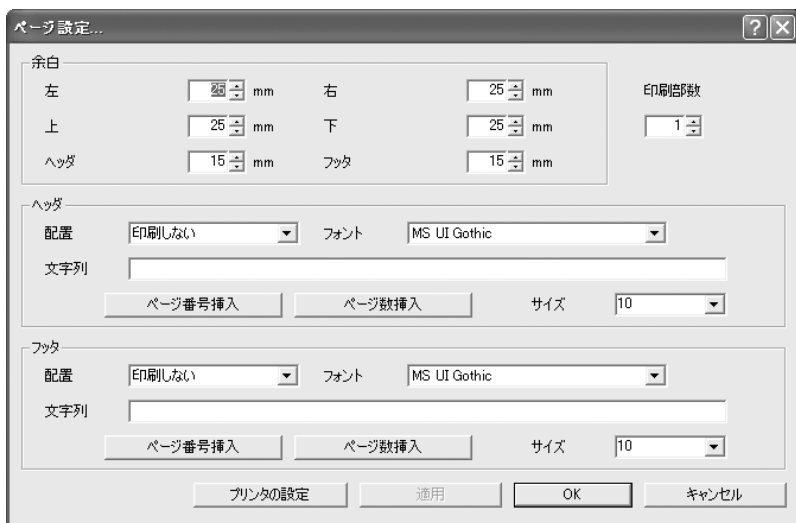 ページ設定...
余白
左 25 mm 右 25 mm 印刷部数
上 25 mm 下 25 mm 1
ヘッダ 15 mm フッタ 15 mm
ヘッダ
配置 印刷しない フォント MS UI Gothic
文字列
ページ番号挿入 ページ数挿入 サイズ 10
フッタ
配置 印刷しない フォント MS UI Gothic
文字列
ページ番号挿入 ページ数挿入 サイズ 10
プリンタの設定 適用 OK キャンセル